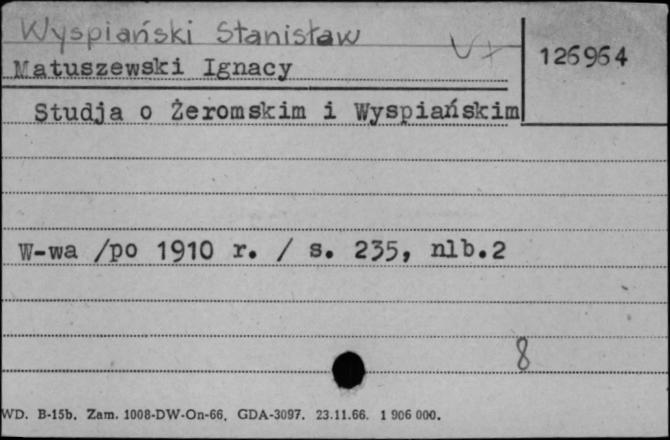 Wyspiański Stanisław
126964
Matuszewski Ignacy
Studja o Żeromskim i Wyspiańskim
W-wa /po 1910 r. / s. 235, nlb.2
8
WD. B-15b. Zam. 1008-DW-On-66. GDA-3097. 23.11.66. 1 906 000.